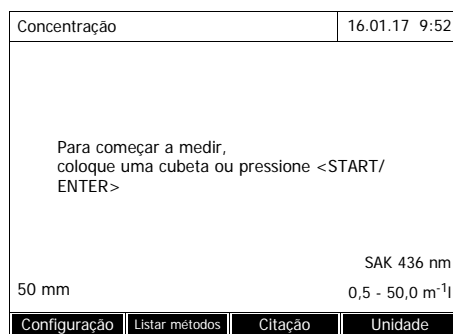 Concentração 16.01.17 9:52
Para começar a medir,
coloque uma cubeta ou pressione <START/
ENTER>
SAK 436 nm
50 mm 0,5 - 50,0 m⁻¹l
Configuração Listar métodos Citação Unidade